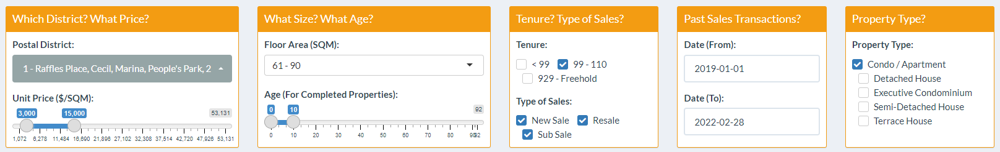 Which District? What Price?
Postal District:
1 - Raffles Place, Cecil, Marina, People's Park, 2
Unit Price ($/SQM):
3,000 15,000 53,131
1,072 6,278 11,484 16,690 21,896 27,102 32,308 37,514 42,720 47,926 53,131
What Size? What Age?
Floor Area (SQM):
61 - 90
Age (For Completed Properties):
0 10 92
0 10 20 30 40 50 60 70 80 90 92
Tenure? Type of Sales?
Tenure:
< 99 99 - 110
929 - Freehold
Type of Sales:
New Sale Resale
Sub Sale
Past Sales Transactions?
Date (From):
2019-01-01
Date (To):
2022-02-28
Property Type?
Property Type:
Condo / Apartment
Detached House
Executive Condominium
Semi-Detached House
Terrace House